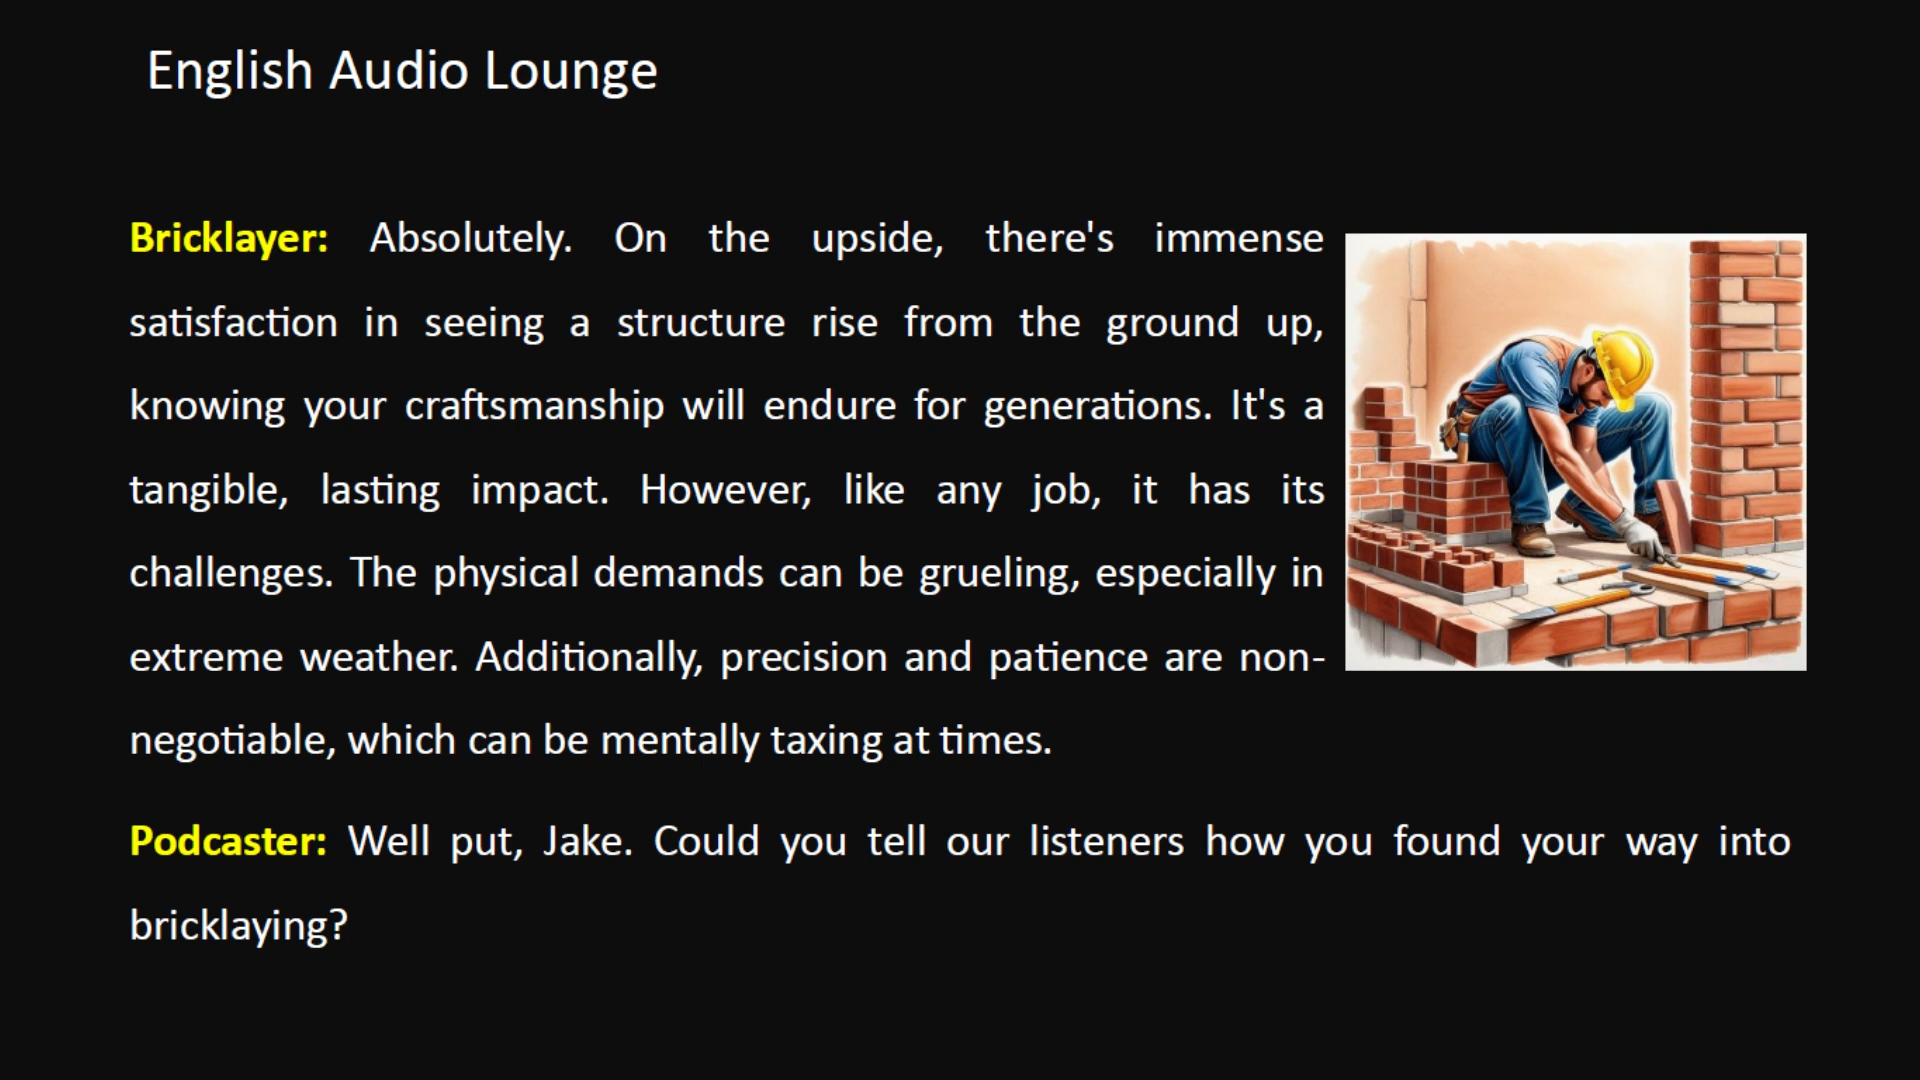 English Audio Lounge
Bricklayer: Absolutely. On the upside, there's immense
satisfaction in seeing a structure rise from the ground up,
knowing your craftsmanship will endure for generations. It's a
tangible, lasting impact. However, like any job, it has its
challenges. The physical demands can be grueling, especially in
extreme weather. Additionally, precision and patience are non-
negotiable, which can be mentally taxing at times.
Podcaster: Well put, Jake. Could you tell our listeners how you found your way into
bricklaying?